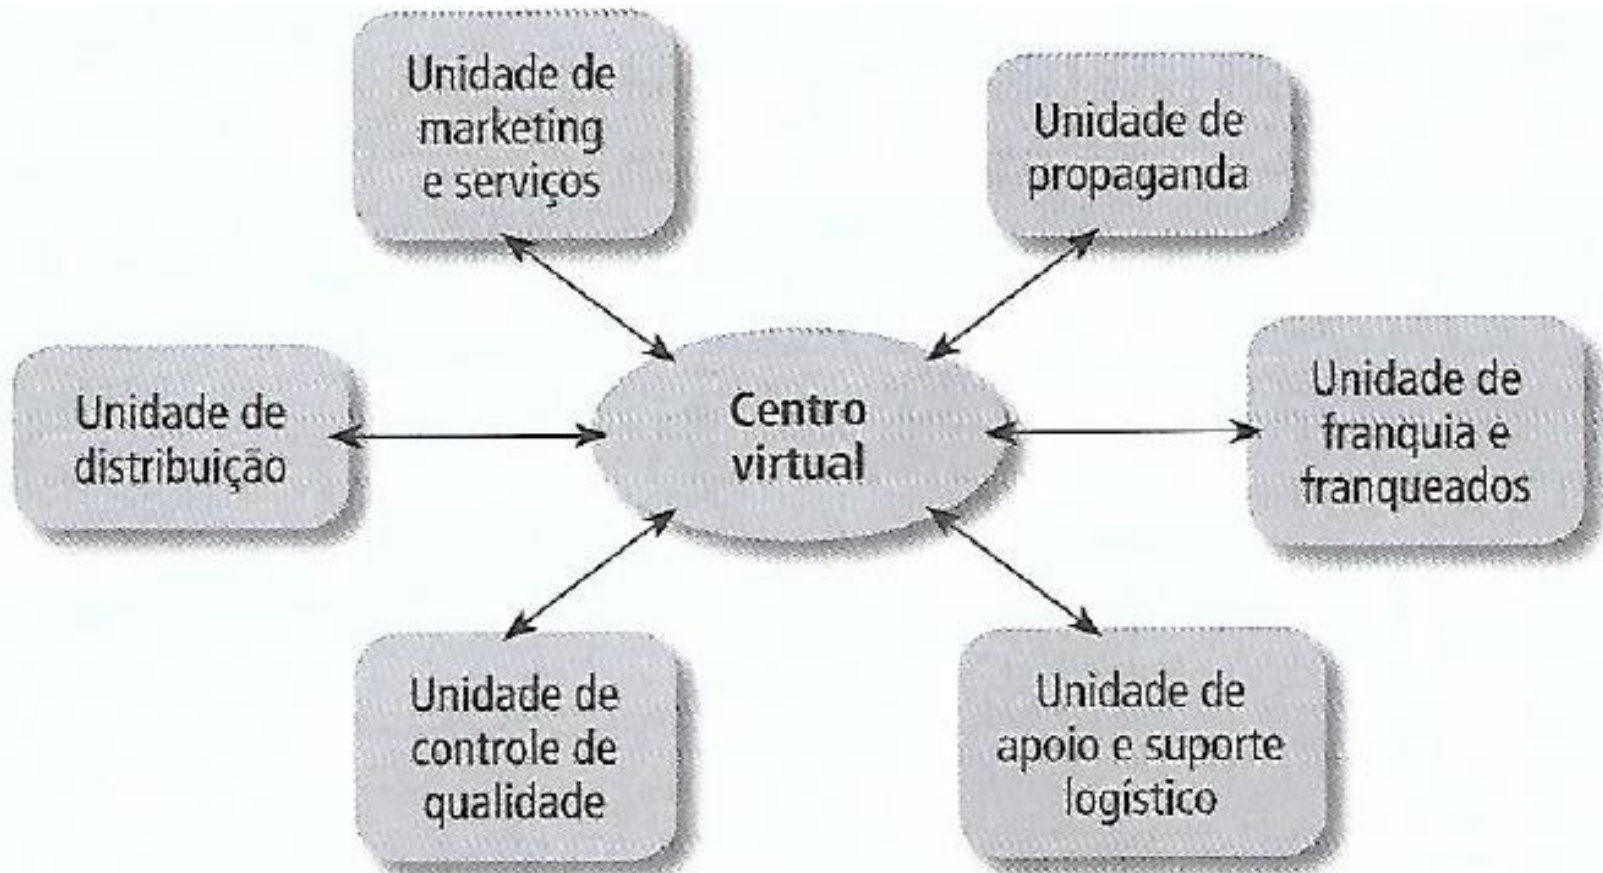 Unidade de
marketing
e serviços
Unidade de
propaganda
Unidade de
distribuição
Centro
virtual
Unidade de
franquia e
franqueados
Unidade de
controle de
qualidade
Unidade de
apoio e suporte
logístico